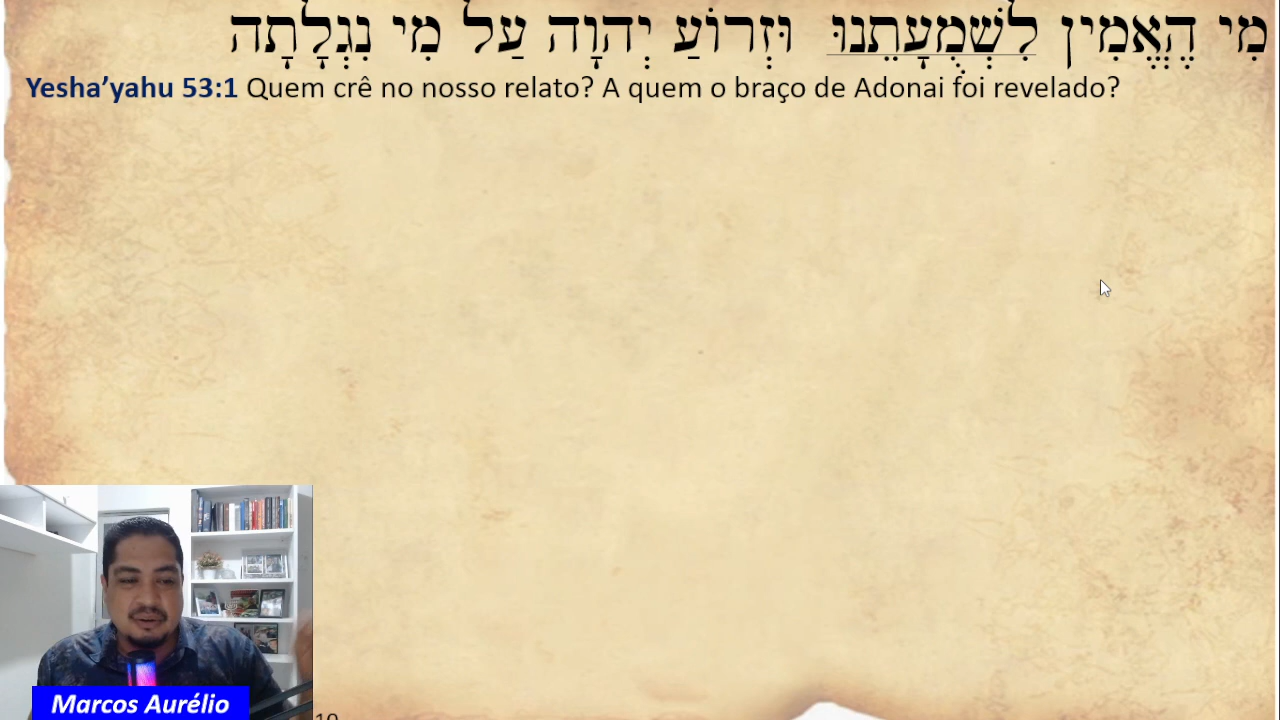 מִי הֶאֱמִין לִשְׁמֻעָתֵנוּ וּזְרוֹעַ יְהוָה עַל מִי נִגְלָתָה
Yesha’yahu 53:1 Quem crê no nosso relato? A quem o braço de Adonai foi revelado?
Marcos Aurélio